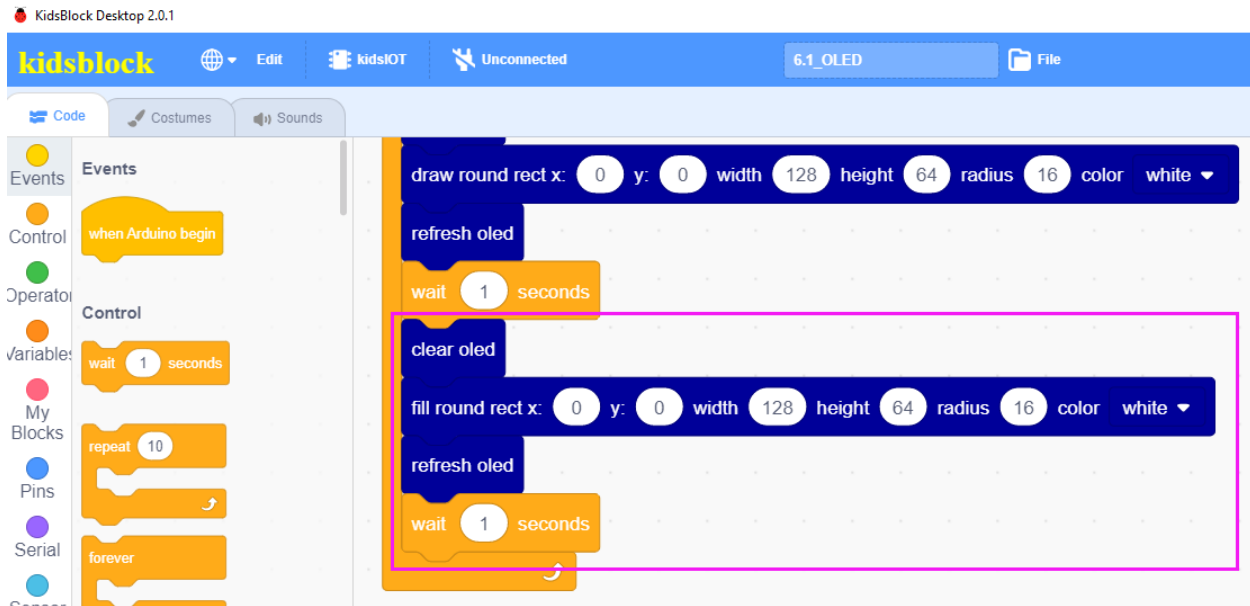 KidsBlock Desktop 2.0.1
kidsblock Edit kidsIOT Unconnected 6.1_OLED File
Code Costumes Sounds
Events
Control
Variables
My
Blocks
Pins
Serial
Events
when Arduino begin
Control
wait 1 seconds
repeat 10
forever
draw round rect x: 0 y: 0 width 128 height 64 radius 16 color white
refresh oled
wait 1 seconds
clear oled
fill round rect x: 0 y: 0 width 128 height 64 radius 16 color white
refresh oled
wait 1 seconds